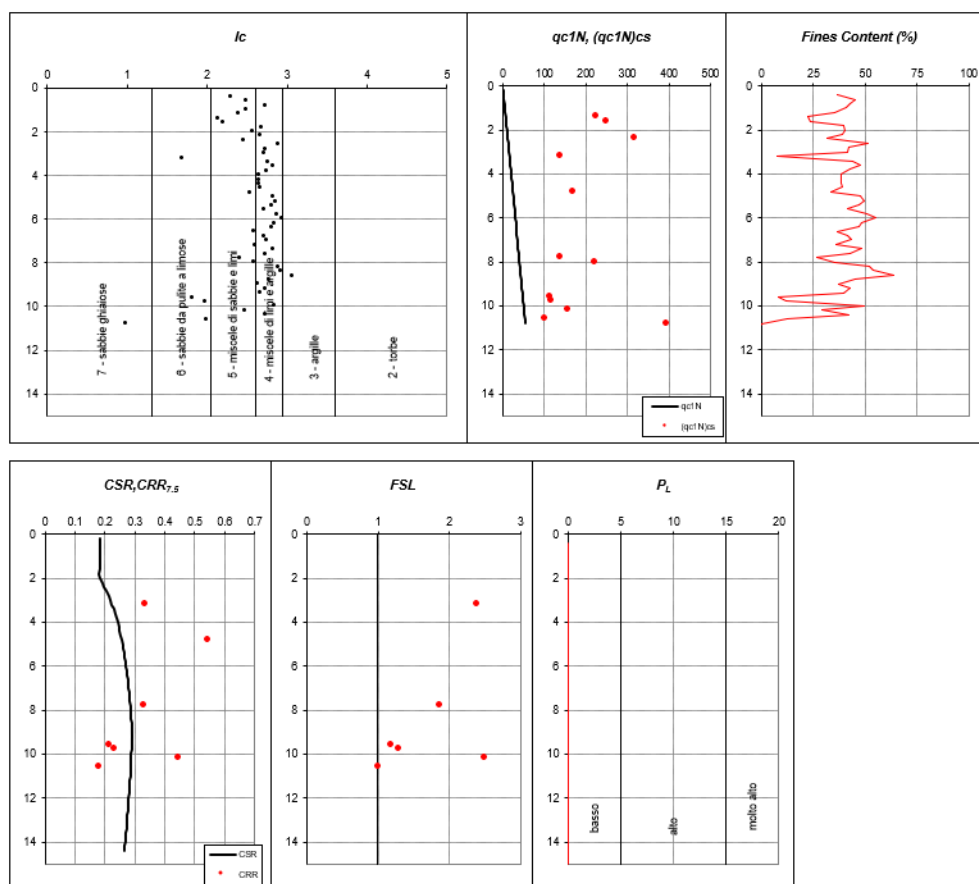 Ic
0 1 2 3 4 5
0
2
4
6
8
10
12
14
7 - sabbie ghiaiose
6 - sabbie da pulite a limose
5 - miscele di sabbie e limi
4 - miscele di limi e argille
3 - argille
2 - torbe
qc1N, (qc1N)cs
0 100 200 300 400 500
0
2
4
6
8
10
12
14
qc1N
(qc1N)cs
Fines Content (%)
0 25 50 75 100
0
2
4
6
8
10
12
14
CSR,CRR7.5
0 0.1 0.2 0.3 0.4 0.5 0.6 0.7
0
2
4
6
8
10
12
14
CSR
CRR
FSL
0 1 2 3
0
2
4
6
8
10
12
14
PL
0 5 10 15 20
0
2
4
6
8
10
12
14
basso
alto
molto alto